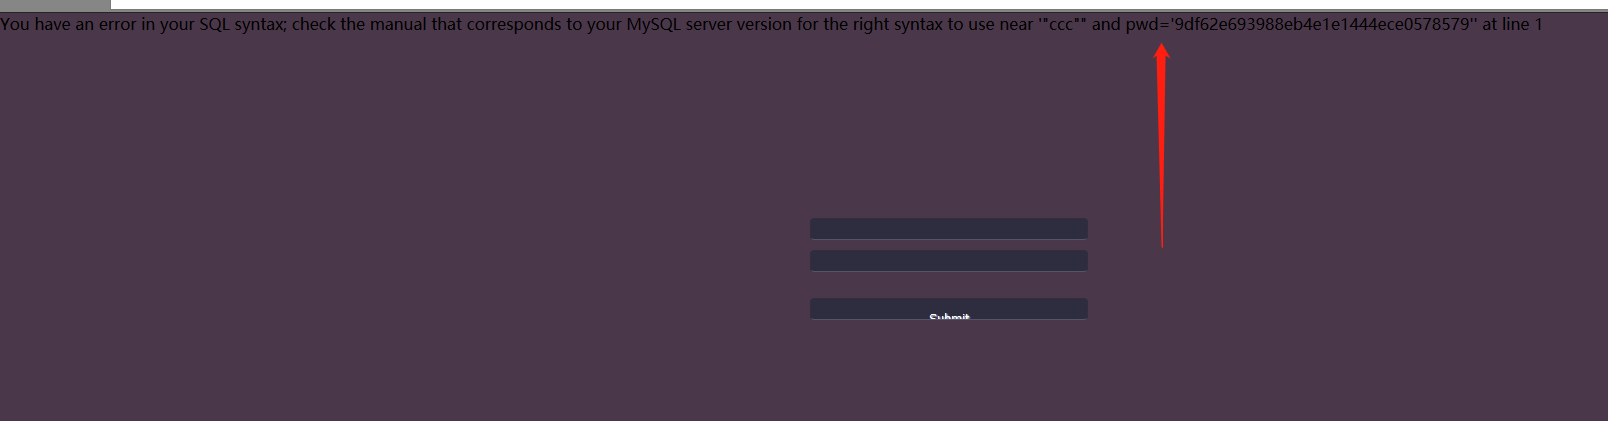 You have an error in your SQL syntax; check the manual that corresponds to your MySQL server version for the right syntax to use near '"ccc"" and pwd='9df62e693988eb4e1e1444ece0578579'' at line 1
Submit